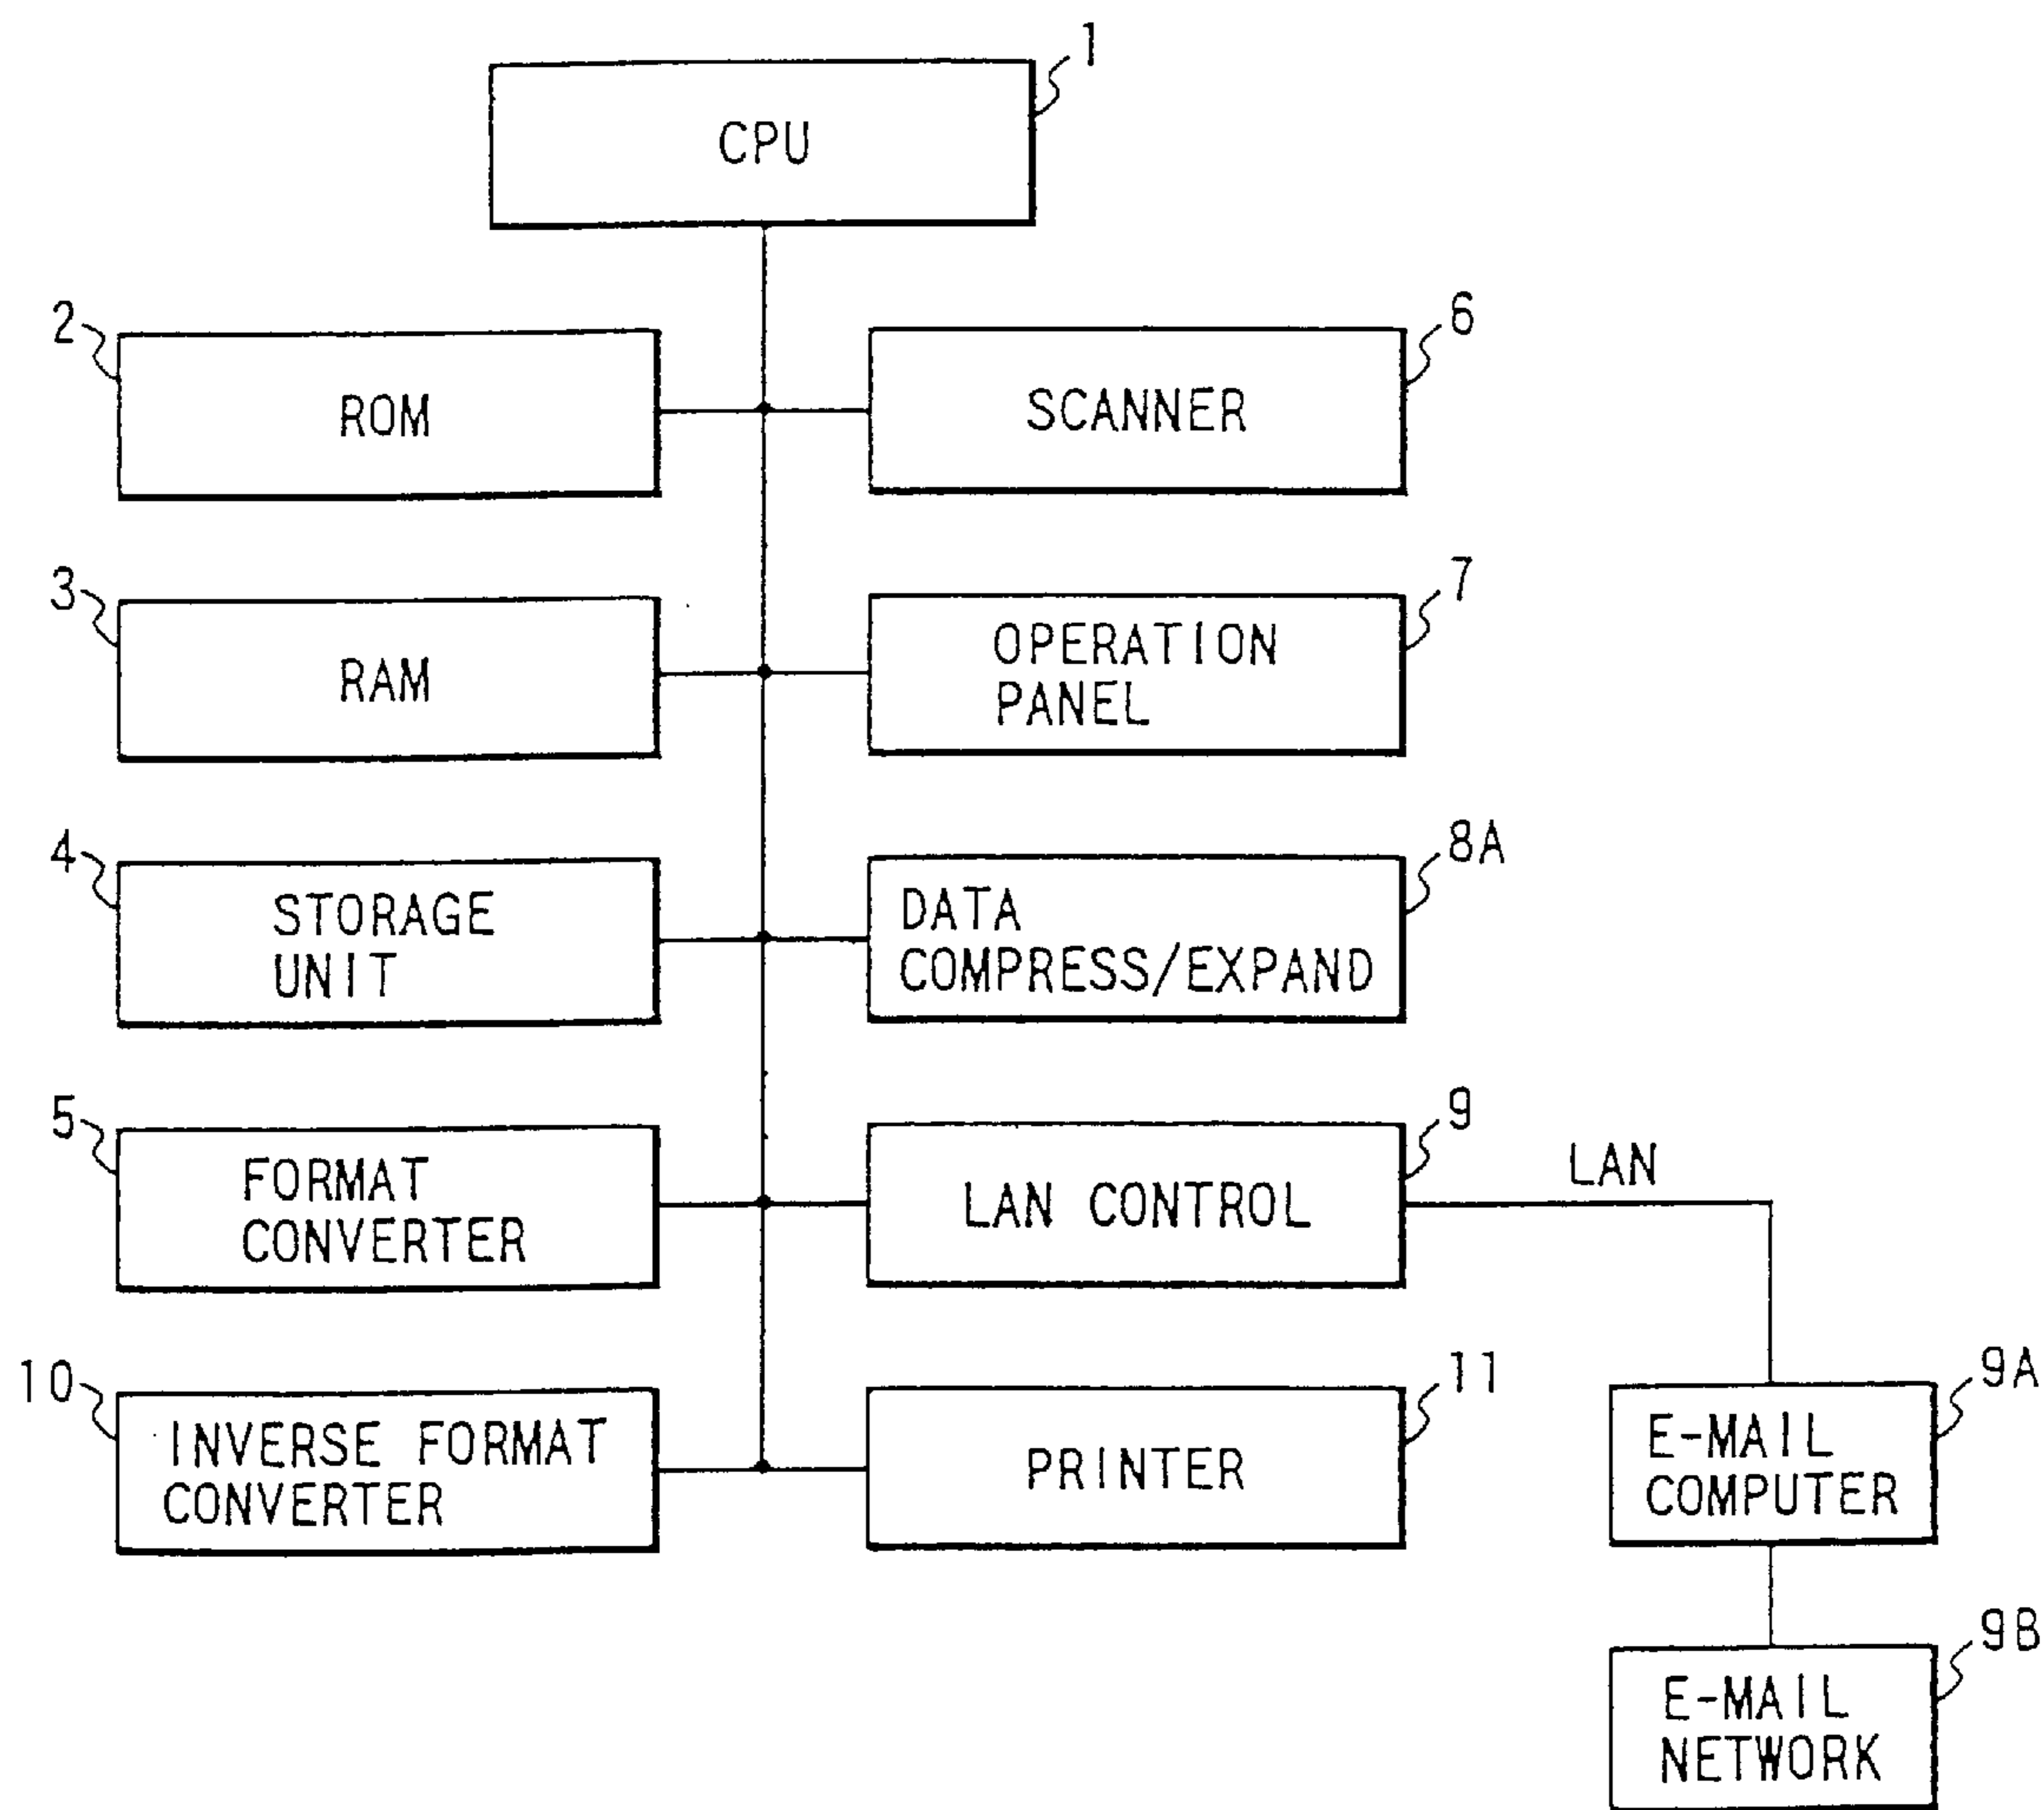 1
CPU
2
ROM
6
SCANNER
3
RAM
7
OPERATION
PANEL
4
STORAGE
UNIT
8A
DATA
COMPRESS/EXPAND
5
FORMAT
CONVERTER
9
LAN CONTROL
LAN
10
INVERSE FORMAT
CONVERTER
11
PRINTER
9A
E-MAIL
COMPUTER
9B
E-MAIL
NETWORK